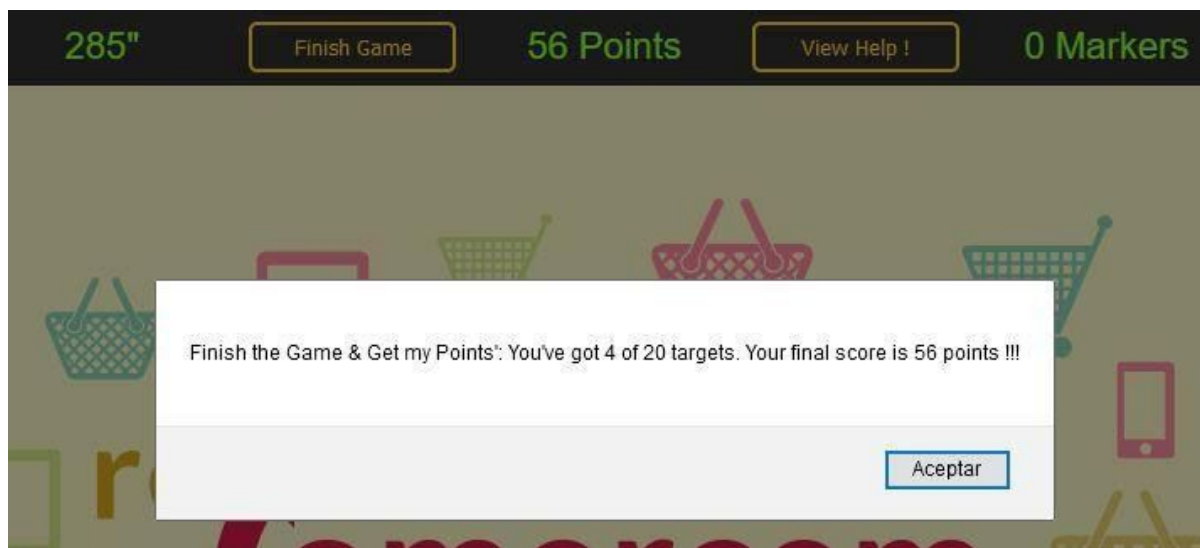 285"
Finish Game
56 Points
View Help !
0 Markers
Finish the Game & Get my Points': You've got 4 of 20 targets. Your final score is 56 points !!!
Aceptar